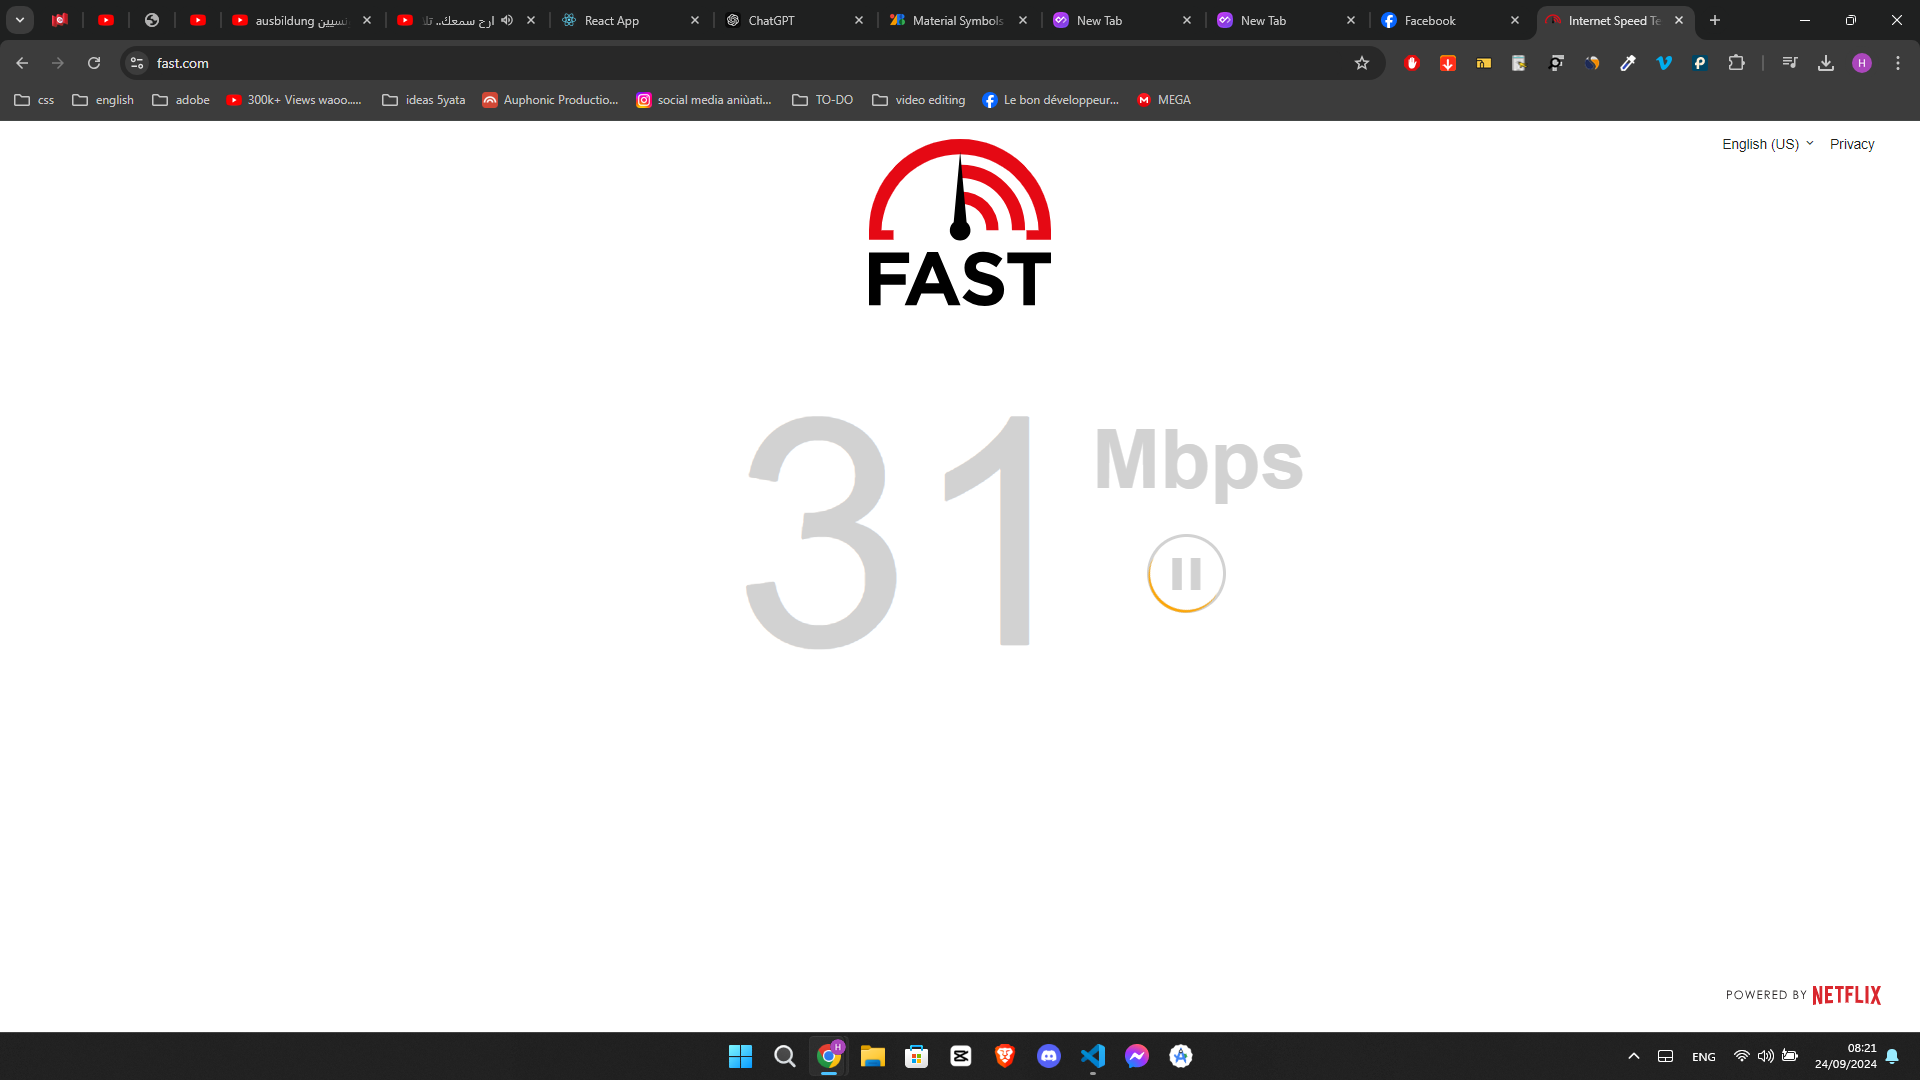 ausbildung نسيين
ارح سمعك.. تلا
React App
ChatGPT
Material Symbols
New Tab
New Tab
Facebook
Internet Speed Te
fast.com
H
css
english
adobe
300k+ Views waoo.....
ideas 5yata
Auphonic Productio...
social media aniùati...
TO-DO
video editing
Le bon développeur...
MEGA
English (US)
Privacy
FAST
31 Mbps
POWERED BY NETFLIX
H
ENG
08:21
24/09/2024